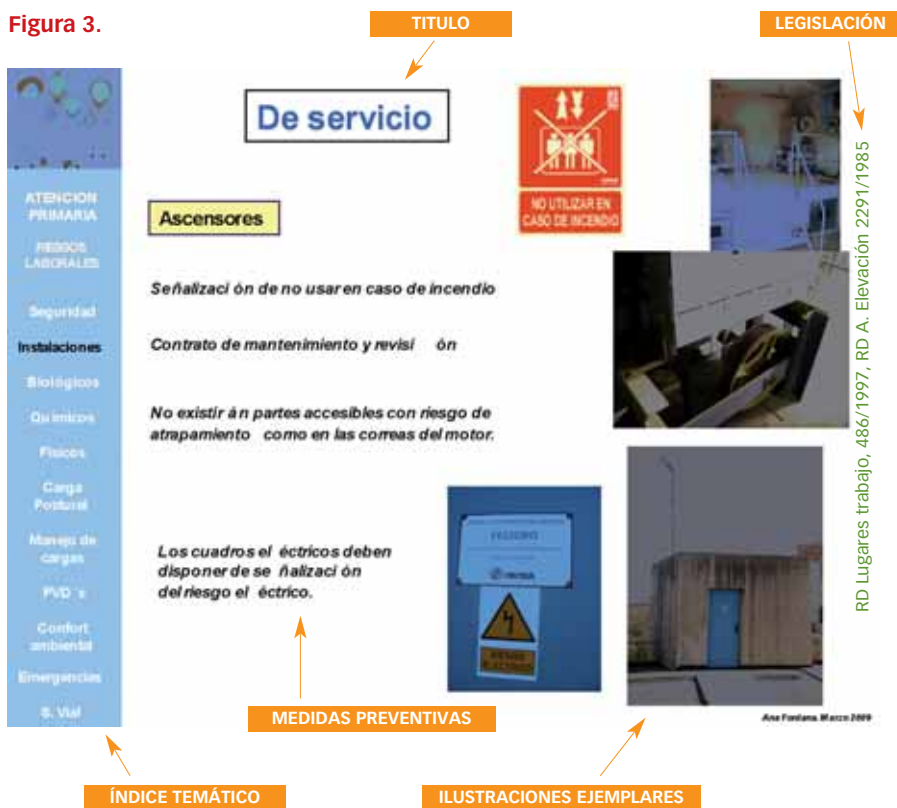 Figura 3.
TITULO
LEGISLACIÓN
De servicio
NO UTILIZAR EN
CASO DE INCENDIO
ATENCION
PRIMARIA
RIESGOS
LABORALES
Seguridad
Instalaciones
Biológicos
Químicos
Físicos
Carga
Postural
Manejo de
cargas
PVD´s
Confort
ambiental
Emergencias
S. Vial
Ascensores
Señalizaci ón de no usar en caso de incendio
Contrato de mantenimiento y revisi ón
No existir án partes accesibles con riesgo de
atrapamiento como en las correas del motor.
Los cuadros el éctricos deben
disponer de se ñalizaci ón
del riesgo el éctrico.
PELIGRO
RIESGO
ELECTRICO
RD Lugares trabajo, 486/1997, RD A. Elevación 2291/1985
Ana Fontana. Marzo 2009
MEDIDAS PREVENTIVAS
ÍNDICE TEMÁTICO
ILUSTRACIONES EJEMPLARES